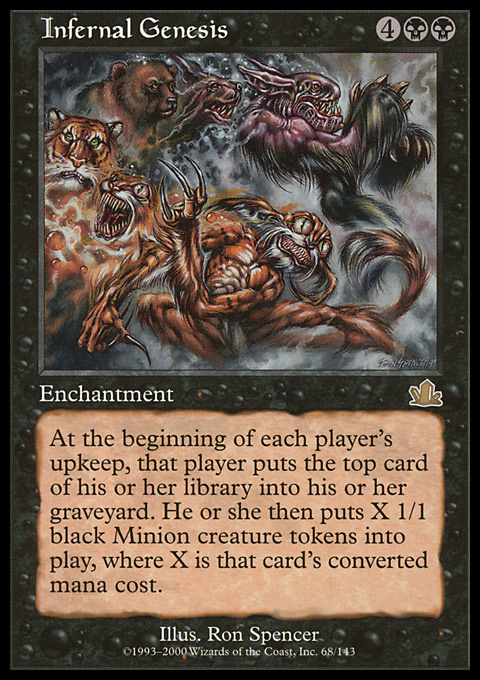 Infernal Genesis 4
Enchantment
At the beginning of each player's
upkeep, that player puts the top card
of his or her library into his or her
graveyard. He or she then puts X 1/1
black Minion creature tokens into
play, where X is that card's converted
mana cost.
Illus. Ron Spencer
©1993–2000 Wizards of the Coast, Inc. 68/143